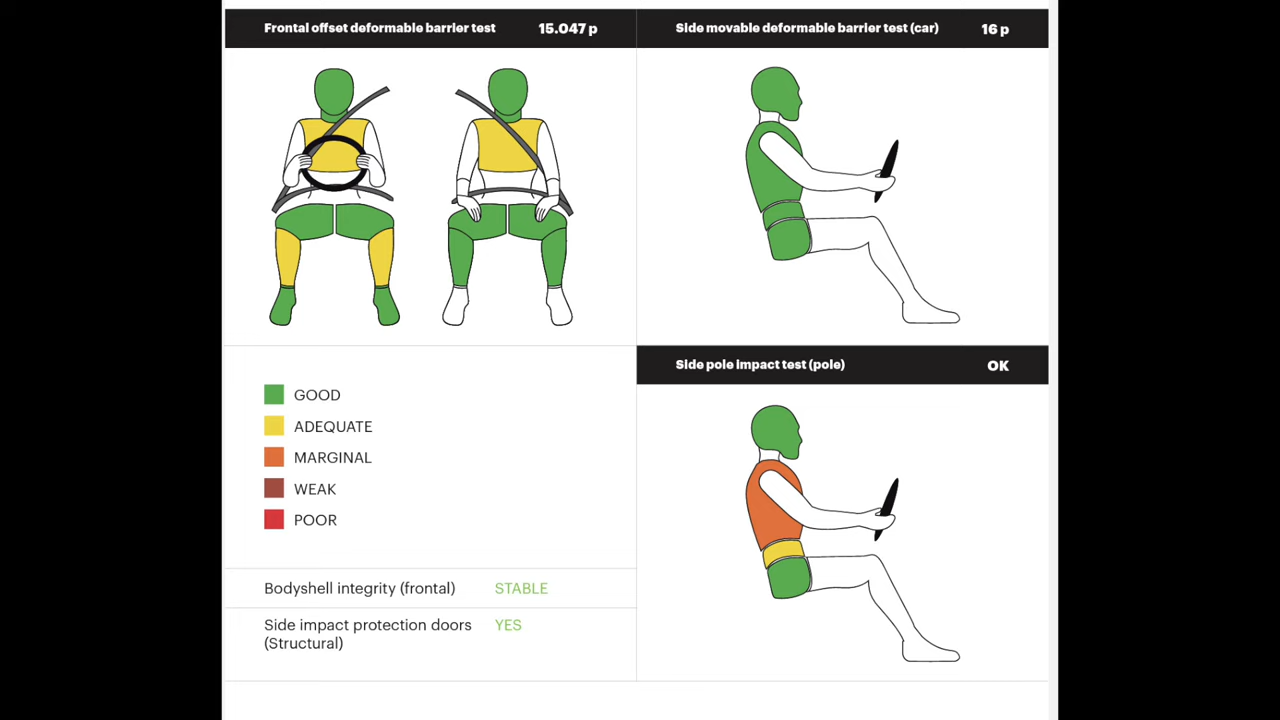 Frontal offset deformable barrier test 15.047 p
Side movable deformable barrier test (car) 16 p
GOOD
ADEQUATE
MARGINAL
WEAK
POOR
Bodyshell integrity (frontal) STABLE
Side impact protection doors YES
(Structural)
Side pole impact test (pole) OK